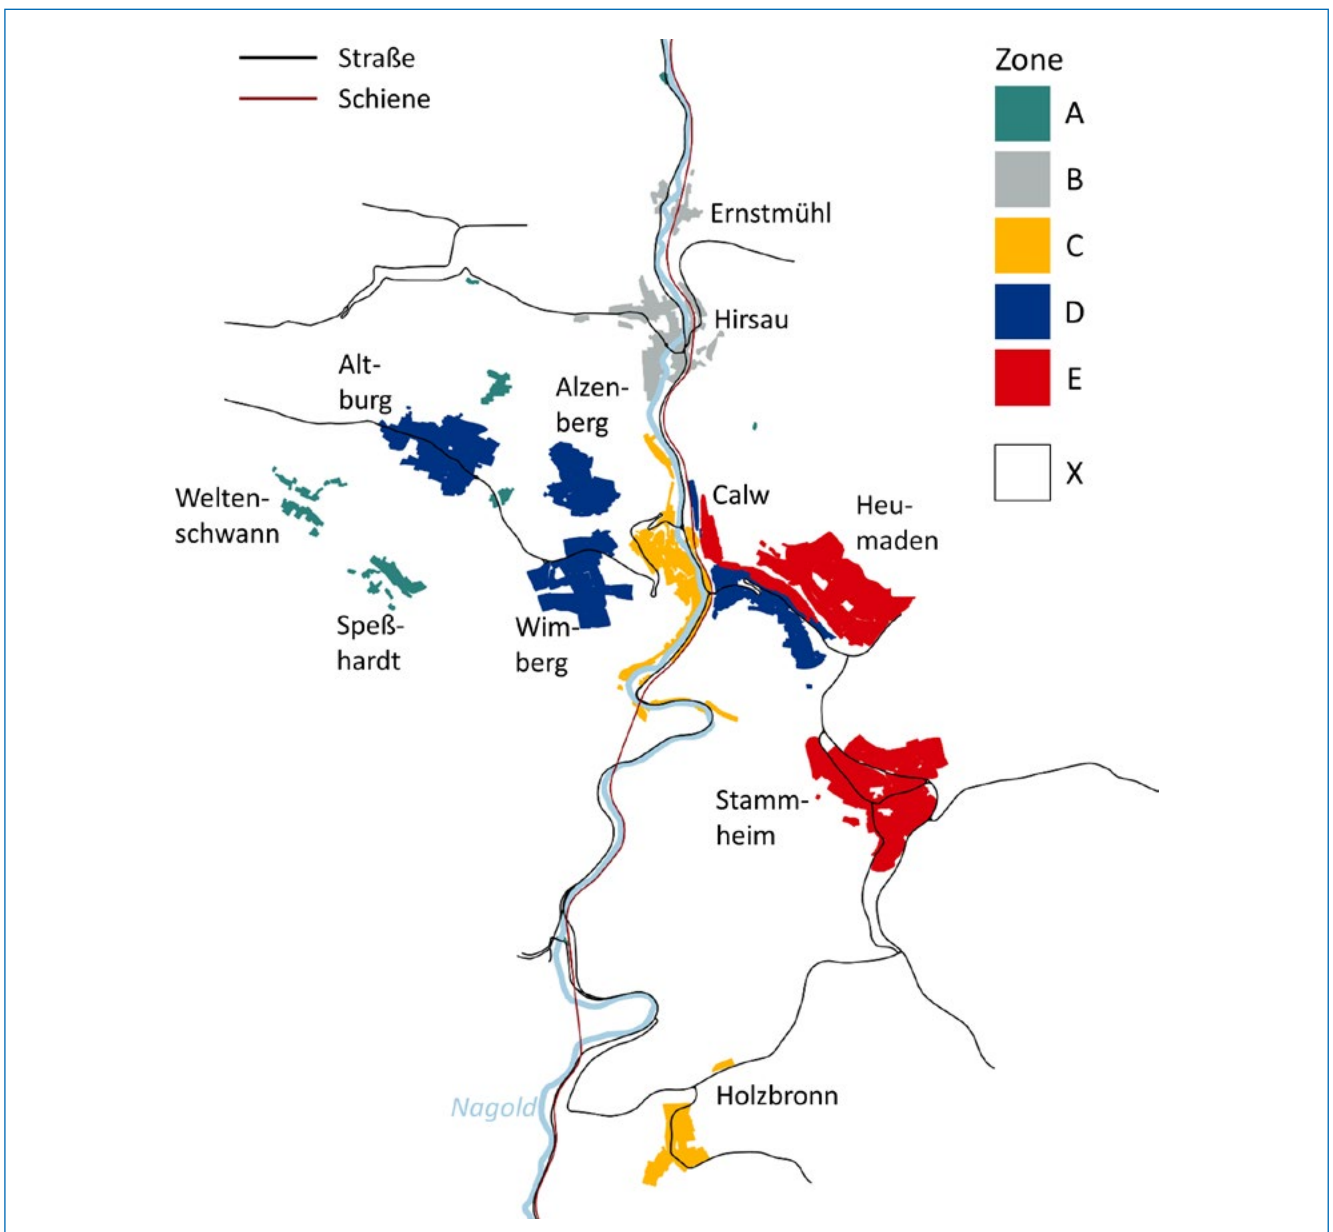 Straße
Schiene
Zone
A
B
C
D
E
X
Ernstmühl
Hirsau
Alt-
burg
Alzen-
berg
Welten-
schwann
Calw
Heu-
maden
Speß-
hardt
Wim-
berg
Stamm-
heim
Nagold
Holzbronn